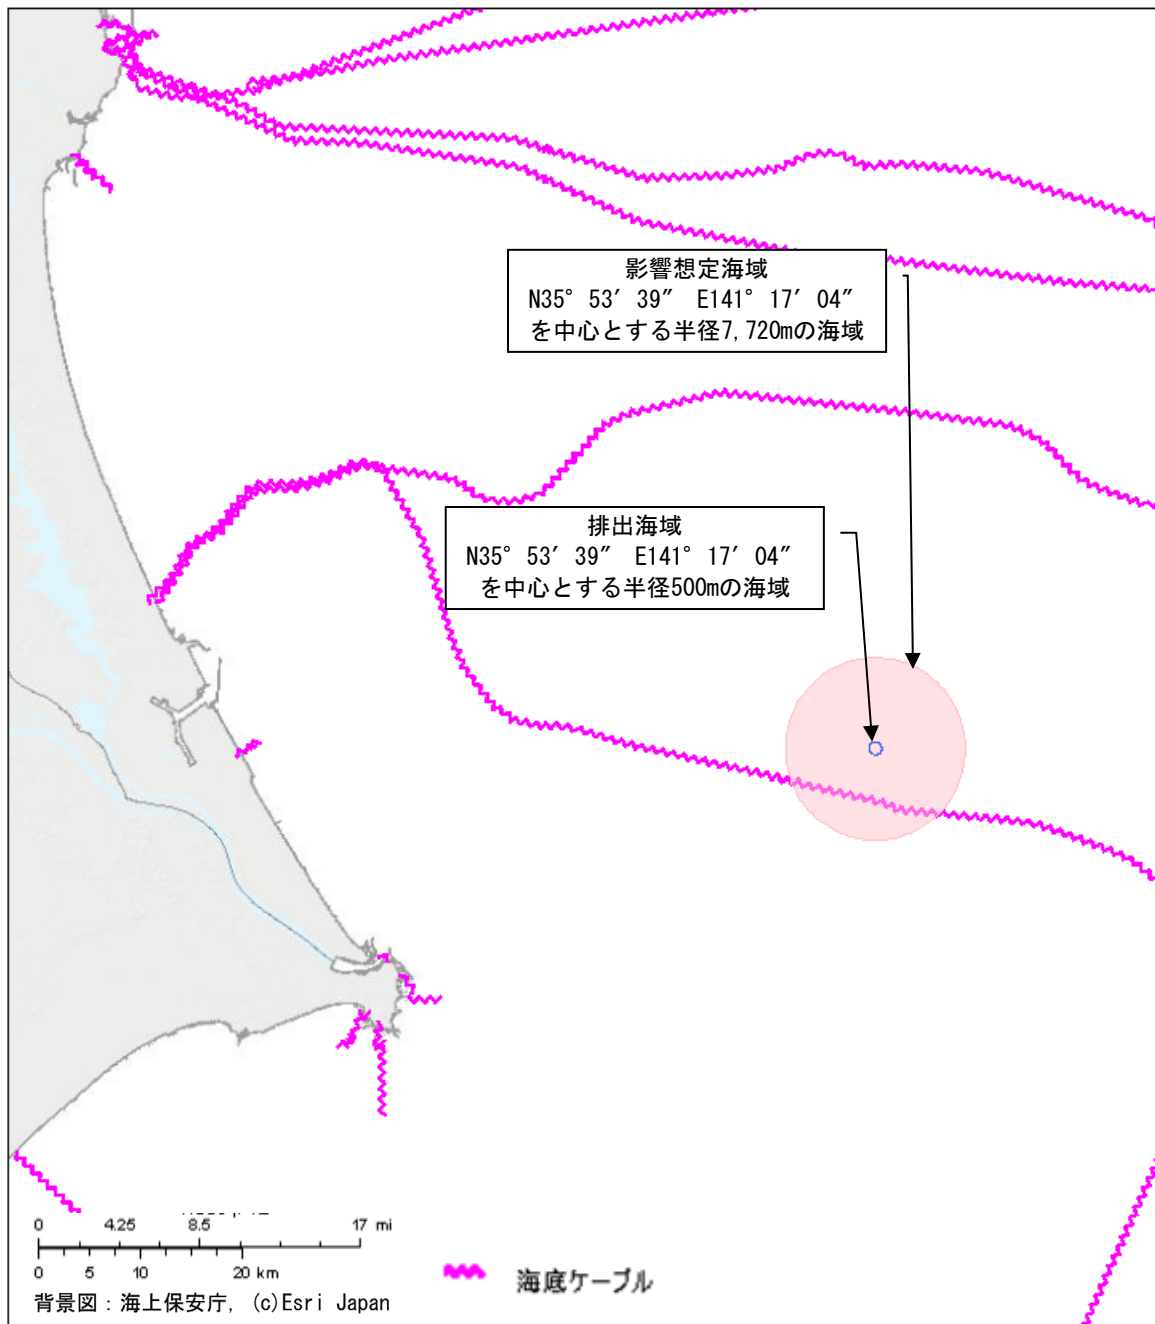 影響想定海域
N35° 53′ 39″ E141° 17′ 04″
を中心とする半径7,720mの海域
排出海域
N35° 53′ 39″ E141° 17′ 04″
を中心とする半径500mの海域
0 4.25 8.5 17 mi
0 5 10 20 km
海底ケーブル
背景図：海上保安庁, (c)Esri Japan